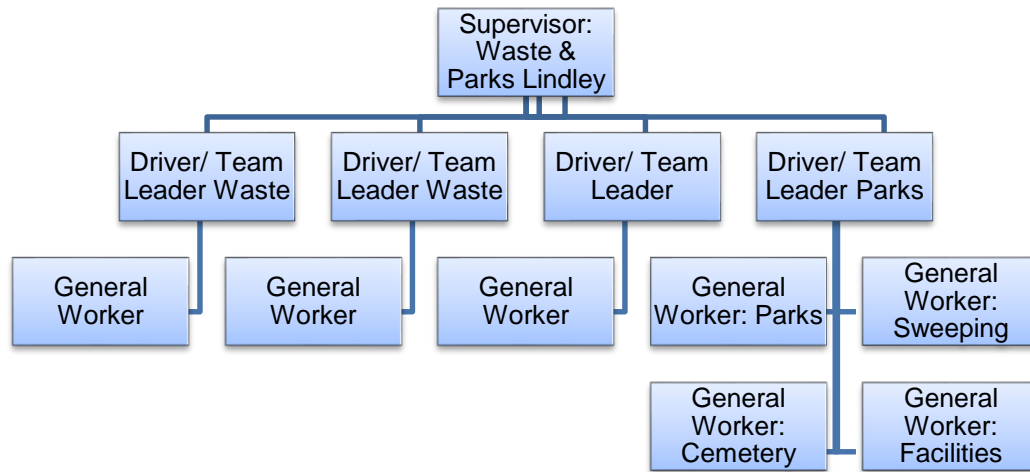 Supervisor:
Waste &
Parks Lindley
Driver/ Team
Leader Waste
Driver/ Team
Leader Waste
Driver/ Team
Leader
Driver/ Team
Leader Parks
General
Worker
General
Worker
General
Worker
General
Worker: Parks
General
Worker:
Sweeping
General
Worker:
Cemetery
General
Worker:
Facilities